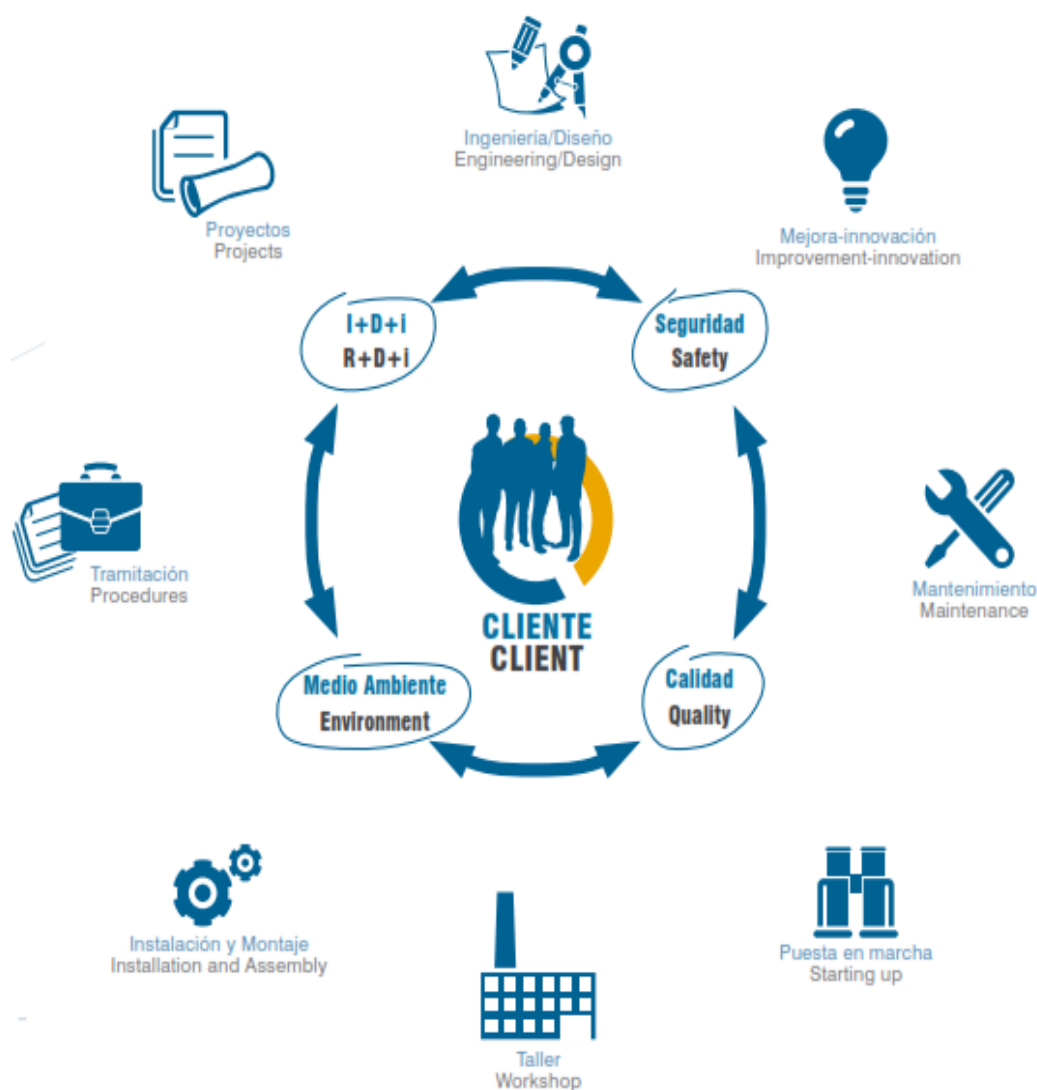 Ingeniería/Diseño
Engineering/Design
Proyectos
Projects
Mejora-innovación
Improvement-innovation
I+D+i
R+D+i
Seguridad
Safety
Tramitación
Procedures
CLIENTE
CLIENT
Mantenimiento
Maintenance
Medio Ambiente
Environment
Calidad
Quality
Instalación y Montaje
Installation and Assembly
Puesta en marcha
Starting up
Taller
Workshop